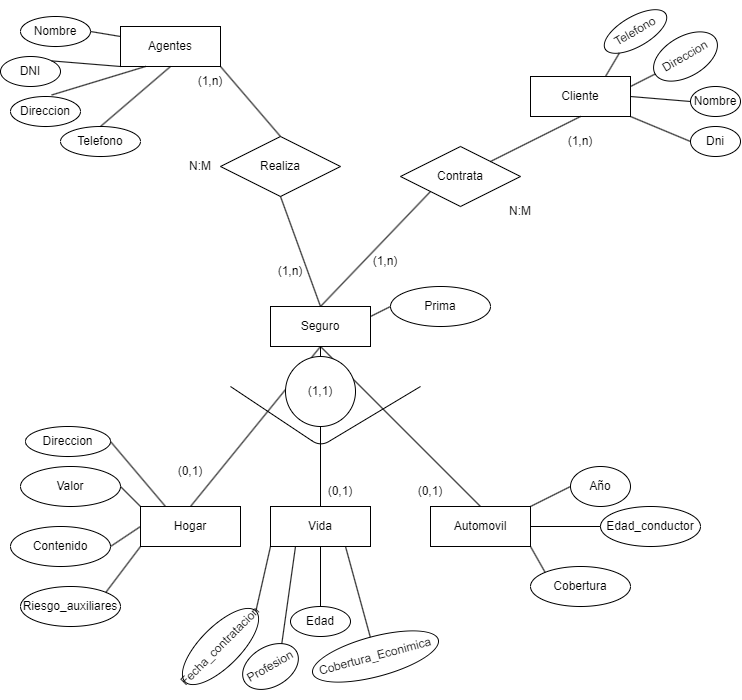 Nombre
Agentes
DNI
Direccion
Telefono
(1,n)
N:M
Realiza
(1,n)
Telefono
Direccion
Cliente
Nombre
Dni
(1,n)
Contrata
N:M
(1,n)
Seguro
Prima
(1,1)
Direccion
Valor
Contenido
Riesgo_auxiliares
(0,1)
Hogar
(0,1)
Vida
(0,1)
Automovil
Año
Edad_conductor
Cobertura
Fecha_contratacion
Profesion
Edad
Cobertura_Econimica